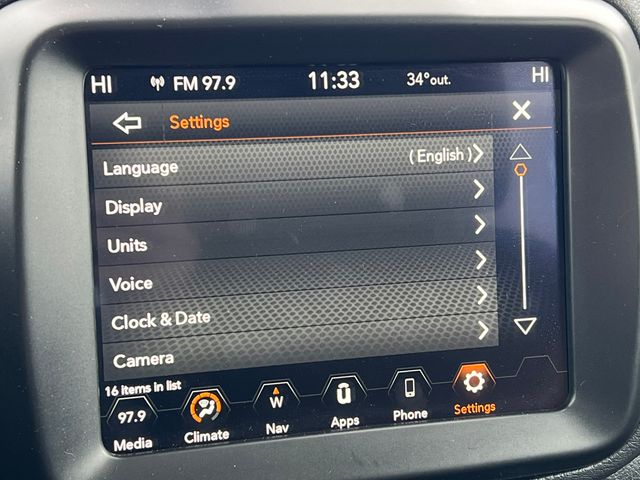 HI FM 97.9 11:33 34°out. HI
Settings X
Language (English)
Display
Units
Voice
Clock & Date
Camera
16 items in list
97.9 W
Media Climate Nav Apps Phone Settings